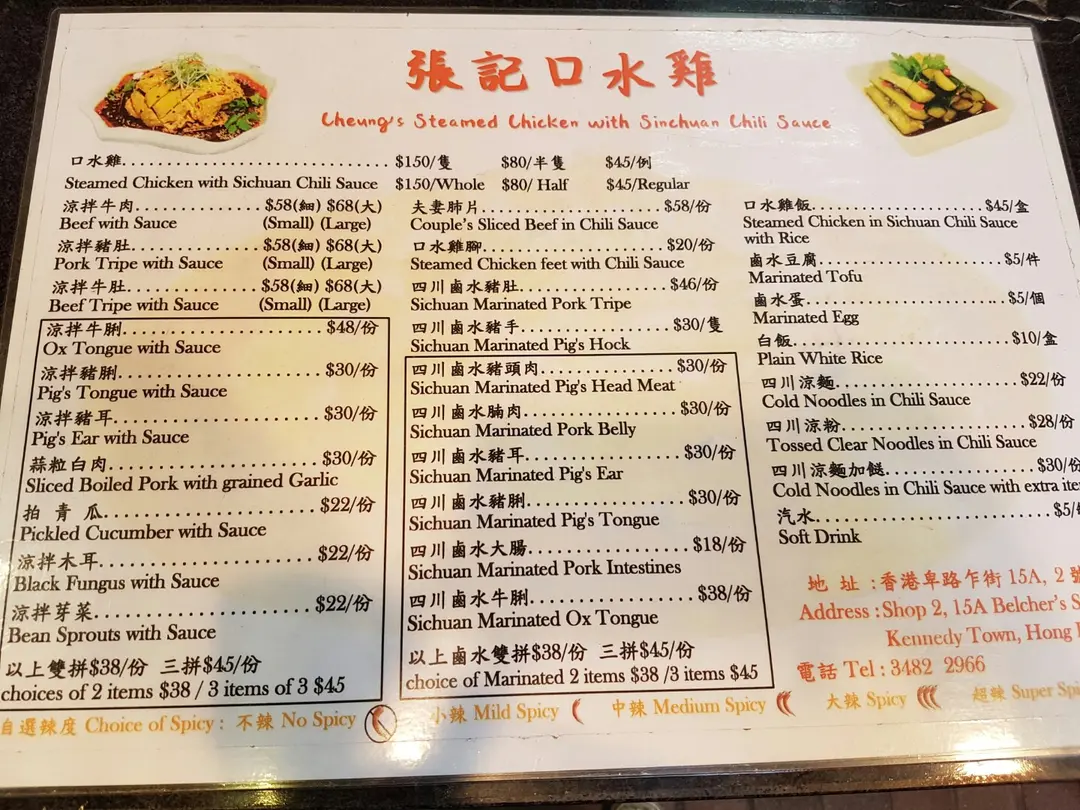 張記口水雞
Cheung's Steamed Chicken with Sinchuan Chili Sauce
口水雞............................ $150/隻 $80/半隻 $45/例
Steamed Chicken with Sichuan Chili Sauce $150/Whole $80/ Half $45/Regular
涼拌牛肉.............. $58(細) $68(大)
Beef with Sauce (Small) (Large)
涼拌豬肚.............. $58(細) $68(大)
Pork Tripe with Sauce (Small) (Large)
涼拌牛肚.............. $58(細) $68(大)
Beef Tripe with Sauce (Small) (Large)
涼拌牛脷..................... $48/份
Ox Tongue with Sauce
涼拌豬脷..................... $30/份
Pig's Tongue with Sauce
涼拌豬耳..................... $30/份
Pig's Ear with Sauce
蒜粒白肉..................... $30/份
Sliced Boiled Pork with grained Garlic
拍 青 瓜..................... $22/份
Pickled Cucumber with Sauce
涼拌木耳..................... $22/份
Black Fungus with Sauce
涼拌芽菜..................... $22/份
Bean Sprouts with Sauce
以上雙拼$38/份 三拼$45/份
choices of 2 items $38 / 3 items of 3 $45
夫妻肺片..................... $58/份
Couple's Sliced Beef in Chili Sauce
口水雞腳..................... $20/份
Steamed Chicken feet with Chili Sauce
四川鹵水豬肚................. $46/份
Sichuan Marinated Pork Tripe
四川鹵水豬手................. $30/隻
Sichuan Marinated Pig's Hock
四川鹵水豬頭肉............... $30/份
Sichuan Marinated Pig's Head Meat
四川鹵水腩肉................. $30/份
Sichuan Marinated Pork Belly
四川鹵水豬耳................. $30/份
Sichuan Marinated Pig's Ear
四川鹵水豬脷................. $30/份
Sichuan Marinated Pig's Tongue
四川鹵水大腸................. $18/份
Sichuan Marinated Pork Intestines
四川鹵水牛脷................. $38/份
Sichuan Marinated Ox Tongue
以上鹵水雙拼$38/份 三拼$45/份
choice of Marinated 2 items $38 /3 items $45
口水雞飯.................... $45/盒
Steamed Chicken in Sichuan Chili Sauce
with Rice
鹵水豆腐..................... $5/件
Marinated Tofu
鹵水蛋....................... $5/個
Marinated Egg
白飯......................... $10/盒
Plain White Rice
四川涼麵..................... $22/份
Cold Noodles in Chili Sauce
四川涼粉..................... $28/份
Tossed Clear Noodles in Chili Sauce
四川涼麵加餸................. $30/份
Cold Noodles in Chili Sauce with extra
汽水......................... $5/
Soft Drink
地 址 :香港卑路乍街 15A, 2
Address :Shop 2, 15A Belcher's
Kennedy Town, Hong
電話 Tel : 3482 2966
自選辣度 Choice of Spicy : 不辣 No Spicy 小辣 Mild Spicy 中辣 Medium Spicy 大辣 Spicy 超辣 Super